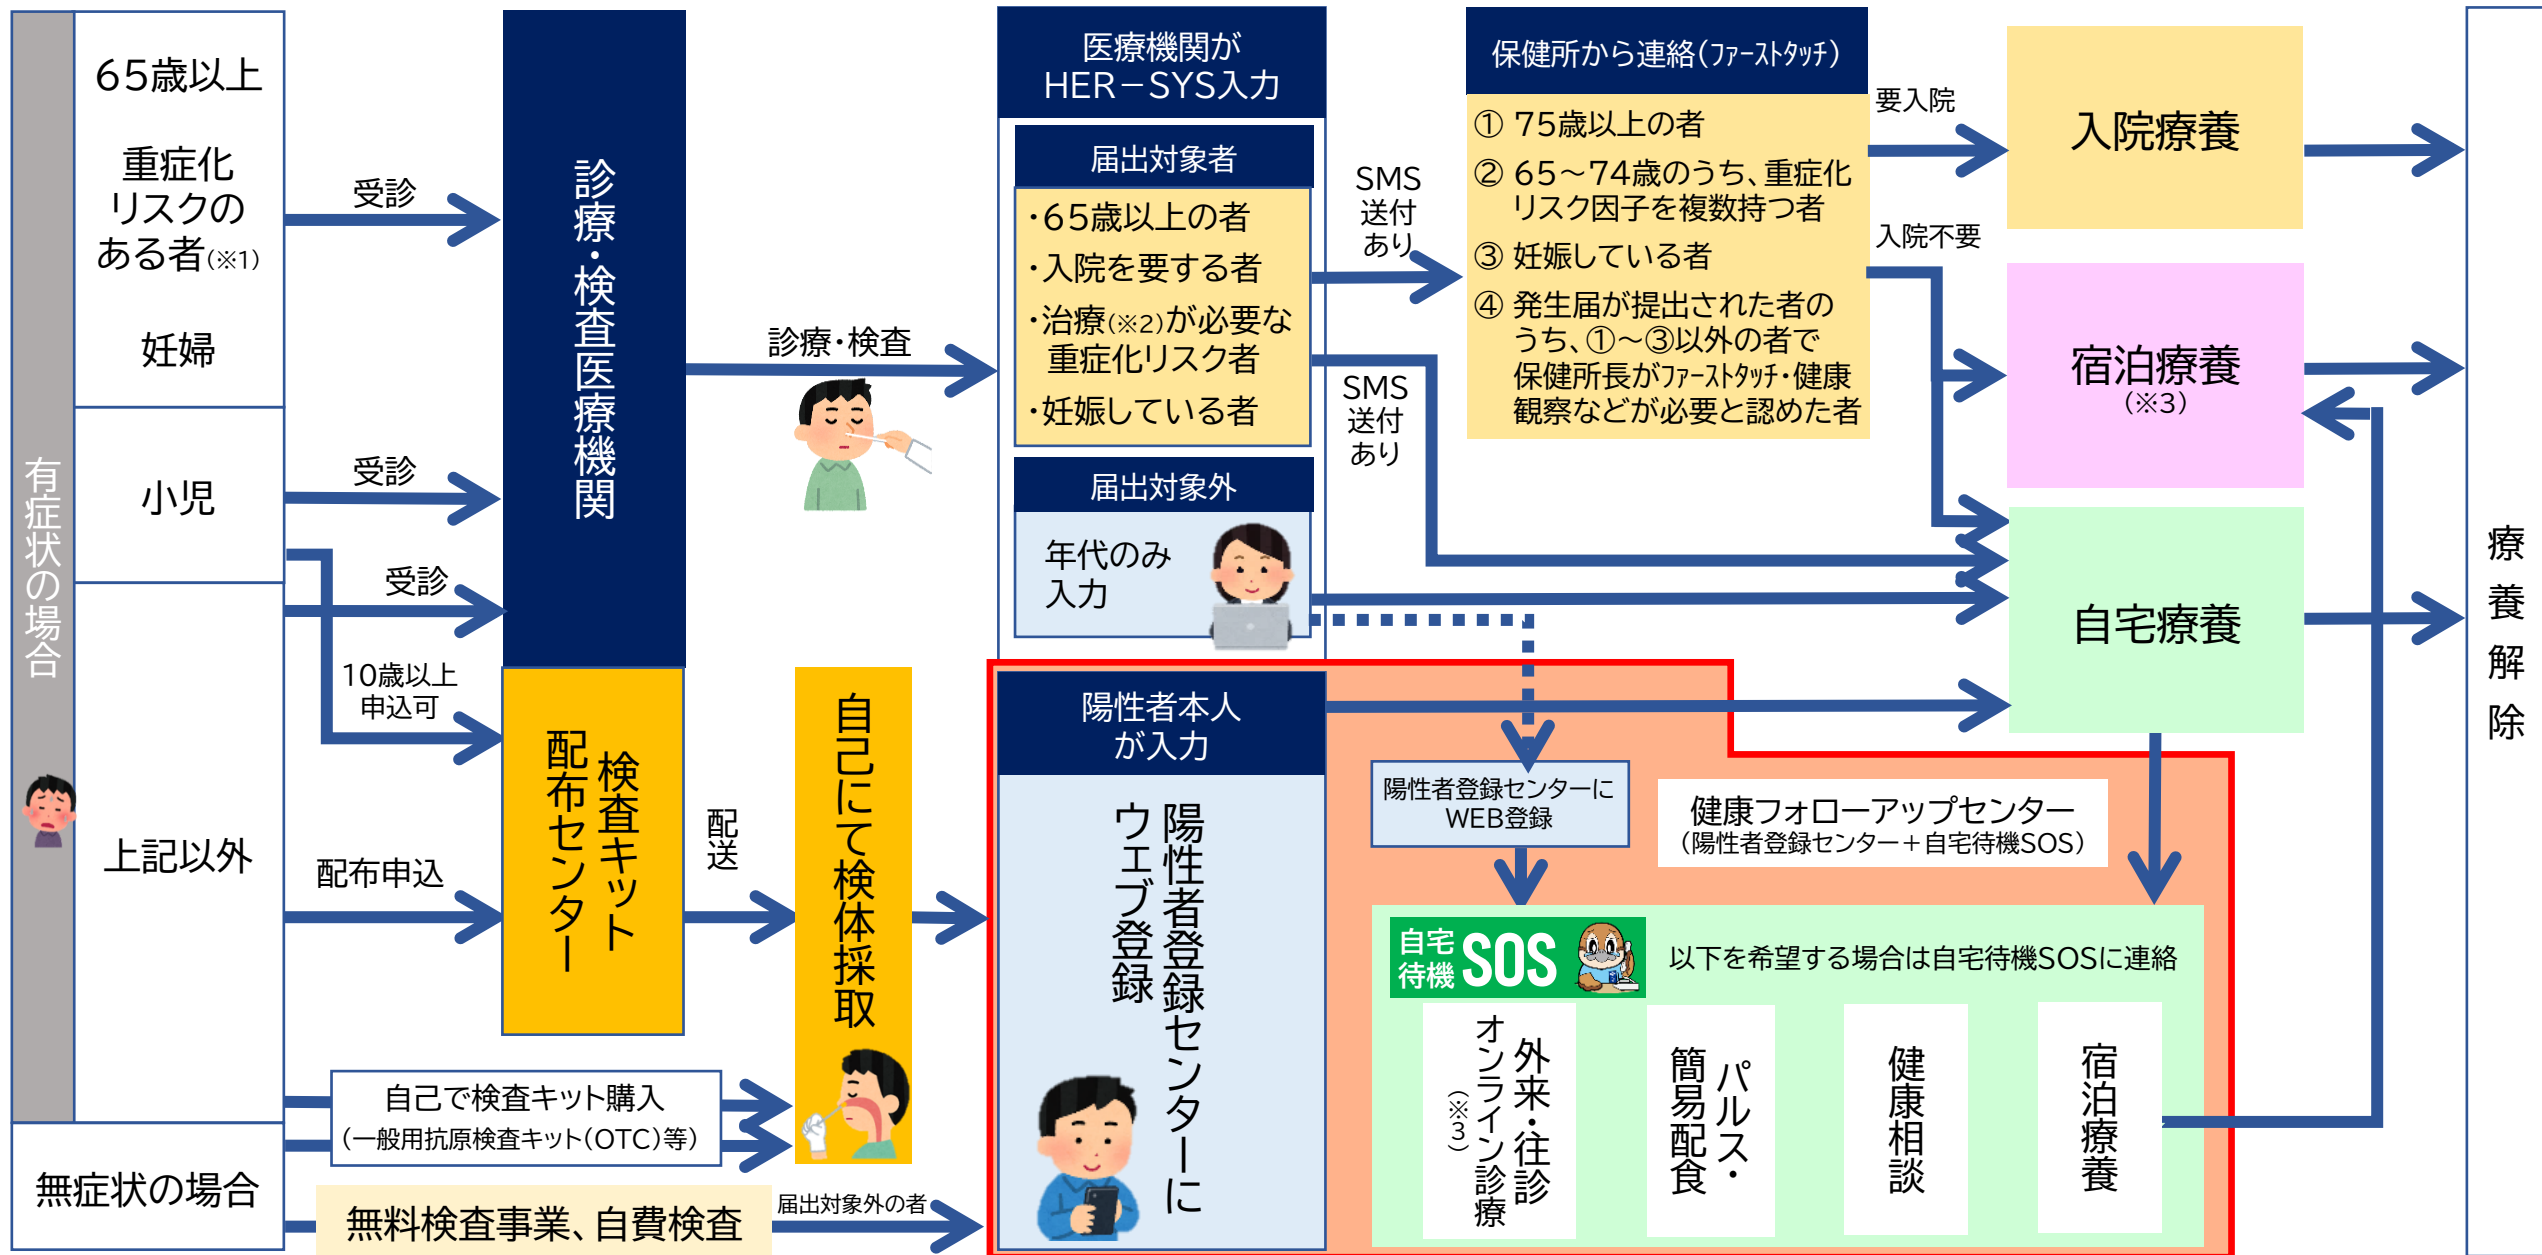 有症状の場合
65歳以上
重症化
リスクの
ある者(※1)
妊婦
小児
上記以外
無症状の場合
受診
受診
受診
10歳以上
申込可
配布申込
自己で検査キット購入
(一般用抗原検査キット(OTC)等)
無料検査事業、自費検査
届出対象外の者
診療・検査医療機関
検査キット
配布センター
配送
自己にて検体採取
診療・検査
医療機関が
HER－SYS入力
届出対象者
・65歳以上の者
・入院を要する者
・治療(※2)が必要な
重症化リスク者
・妊娠している者
届出対象外
年代のみ
入力
陽性者本人
が入力
陽性者登録センターに
ウェブ登録
SMS
送付
あり
SMS
送付
あり
保健所から連絡(ﾌｧｰｽﾄﾀｯﾁ)
① 75歳以上の者
② 65～74歳のうち、重症化
リスク因子を複数持つ者
③ 妊娠している者
④ 発生届が提出された者の
うち、①～③以外の者で
保健所長がﾌｧｰｽﾄﾀｯﾁ・健康
観察などが必要と認めた者
要入院
入院不要
入院療養
宿泊療養
(※3)
自宅療養
療養解除
陽性者登録センターに
WEB登録
健康フォローアップセンター
(陽性者登録センター＋自宅待機SOS)
自宅
待機
SOS
以下を希望する場合は自宅待機SOSに連絡
外来・往診
オンライン診療
(※3)
パルス・
簡易配食
健康相談
宿泊療養